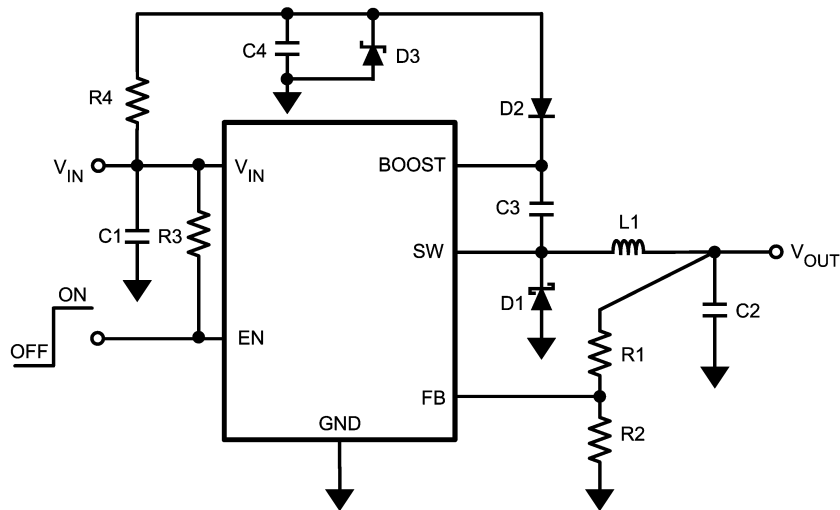 C4
D3
R4
D2
VIN
VIN
BOOST
C1
R3
C3
L1
SW
VOUT
ON
D1
C2
OFF
EN
R1
FB
GND
R2